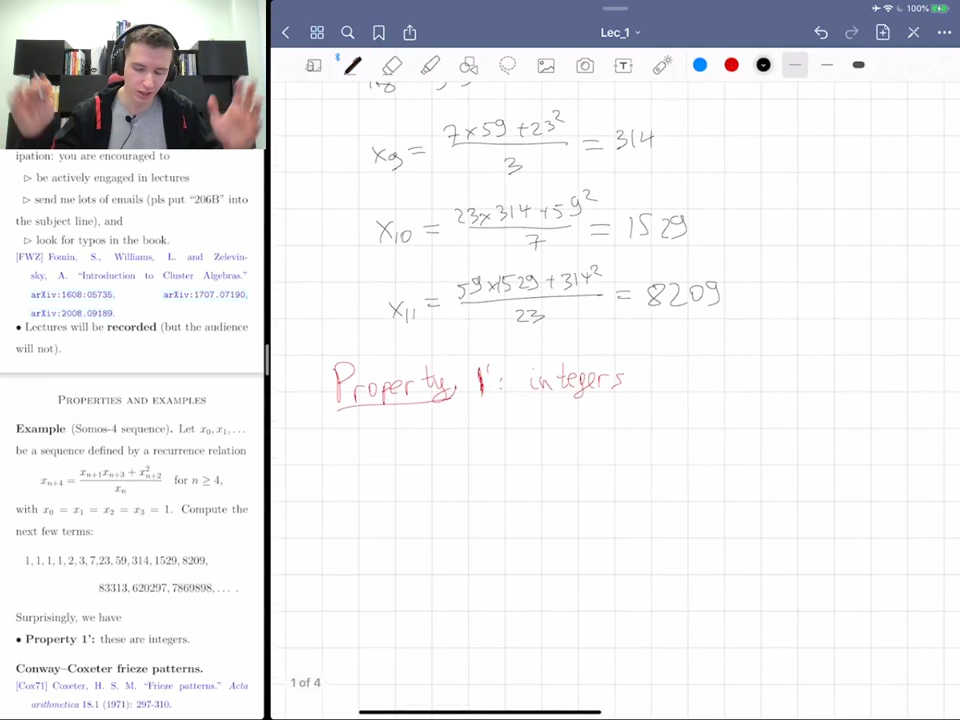 100%
Lec_1
ipation: you are encouraged to
▷ be actively engaged in lectures
▷ send me lots of emails (pls put “206B” into
the subject line), and
▷ look for typos in the book.
[FWZ] Fomin, S., Williams, L. and Zelevin-
sky, A. “Introduction to Cluster Algebras.”
arXiv:1608:05735, arXiv:1707.07190,
arXiv:2008.09189.
• Lectures will be recorded (but the audience
will not).
Properties and examples
Example (Somos-4 sequence). Let x₀, x₁, . . .
be a sequence defined by a recurrence relation
xₙ₊₄ = (xₙ₊₁xₙ₊₃ + x²ₙ₊₂) / xₙ for n ≥ 4,
with x₀ = x₁ = x₂ = x₃ = 1. Compute the
next few terms:
1, 1, 1, 1, 2, 3, 7, 23, 59, 314, 1529, 8209,
83313, 620297, 7869898, . . . .
Surprisingly, we have
• Property 1’: these are integers.
Conway–Coxeter frieze patterns.
[Cox71] Coxeter, H. S. M. “Frieze patterns.” Acta
arithmetica 18.1 (1971): 297-310.
x₉ = (7×59 + 23²) / 3 = 314
x₁₀ = (23×314 + 59²) / 7 = 1529
x₁₁ = (59×1529 + 314²) / 23 = 8209
Property 1': integers
1 of 4